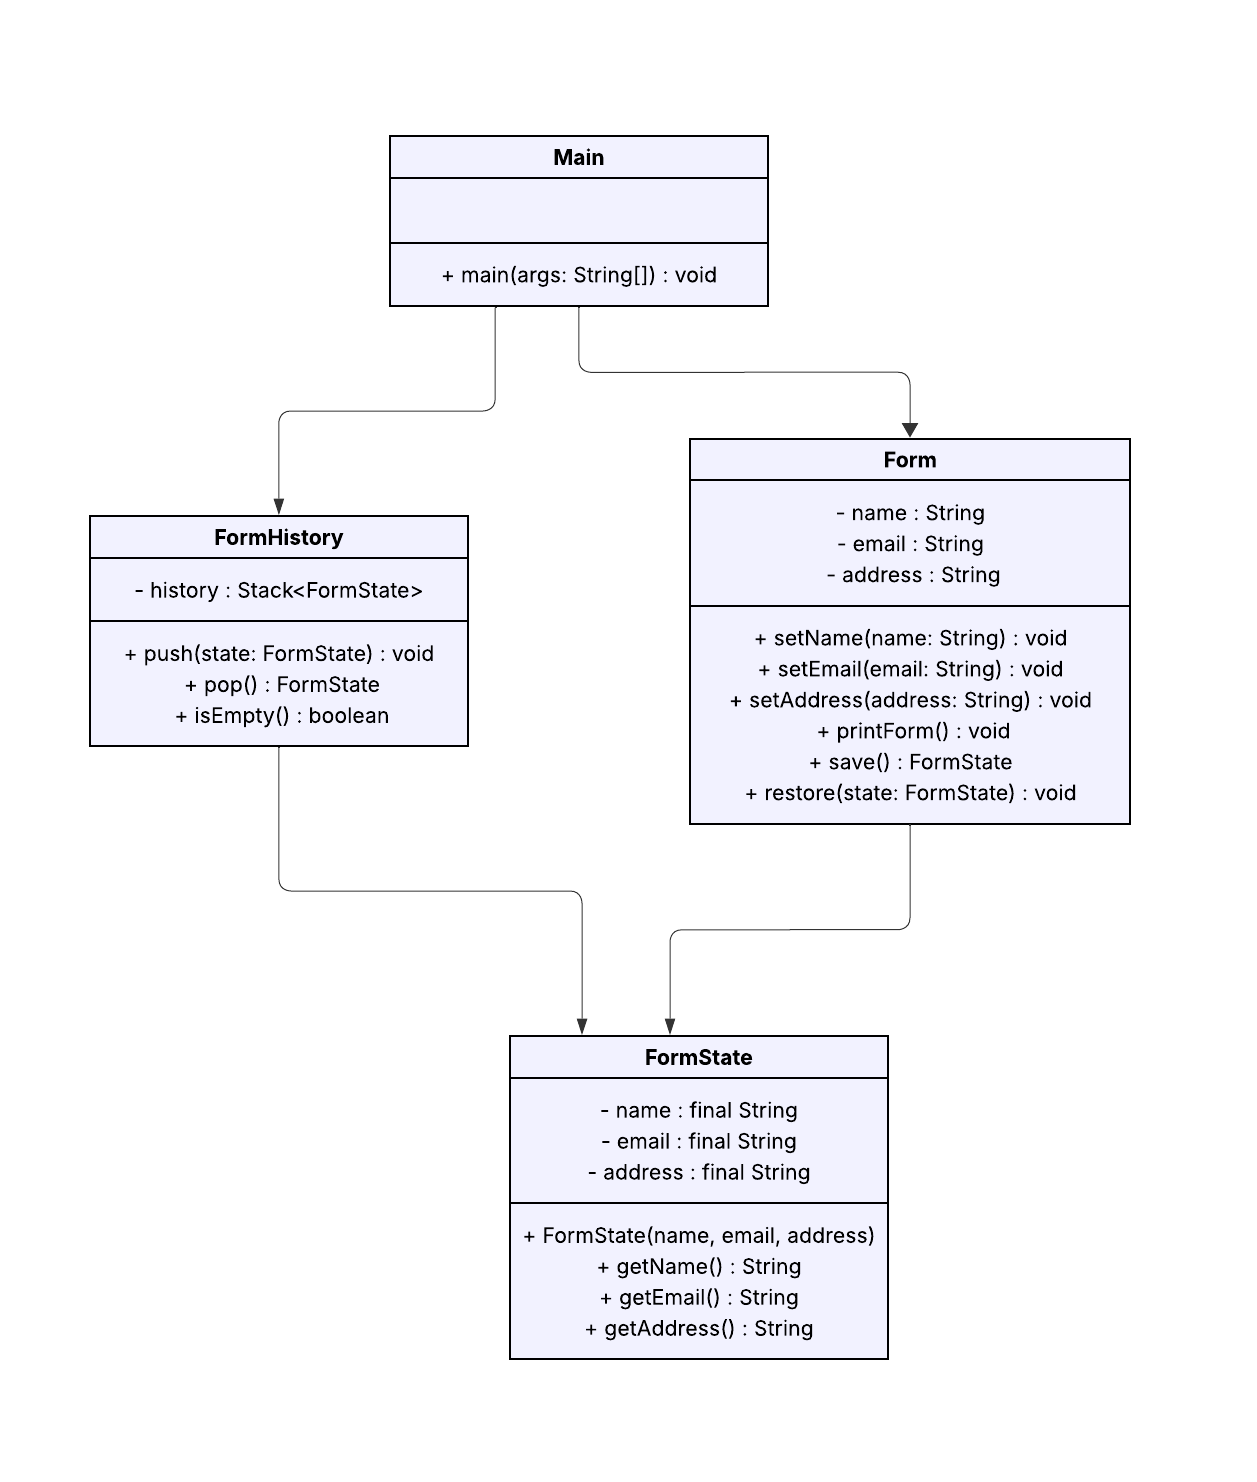 Main
+ main(args: String[]) : void
FormHistory
- history : Stack<FormState>
+ push(state: FormState) : void
+ pop() : FormState
+ isEmpty() : boolean
Form
- name : String
- email : String
- address : String
+ setName(name: String) : void
+ setEmail(email: String) : void
+ setAddress(address: String) : void
+ printForm() : void
+ save() : FormState
+ restore(state: FormState) : void
FormState
- name : final String
- email : final String
- address : final String
+ FormState(name, email, address)
+ getName() : String
+ getEmail() : String
+ getAddress() : String